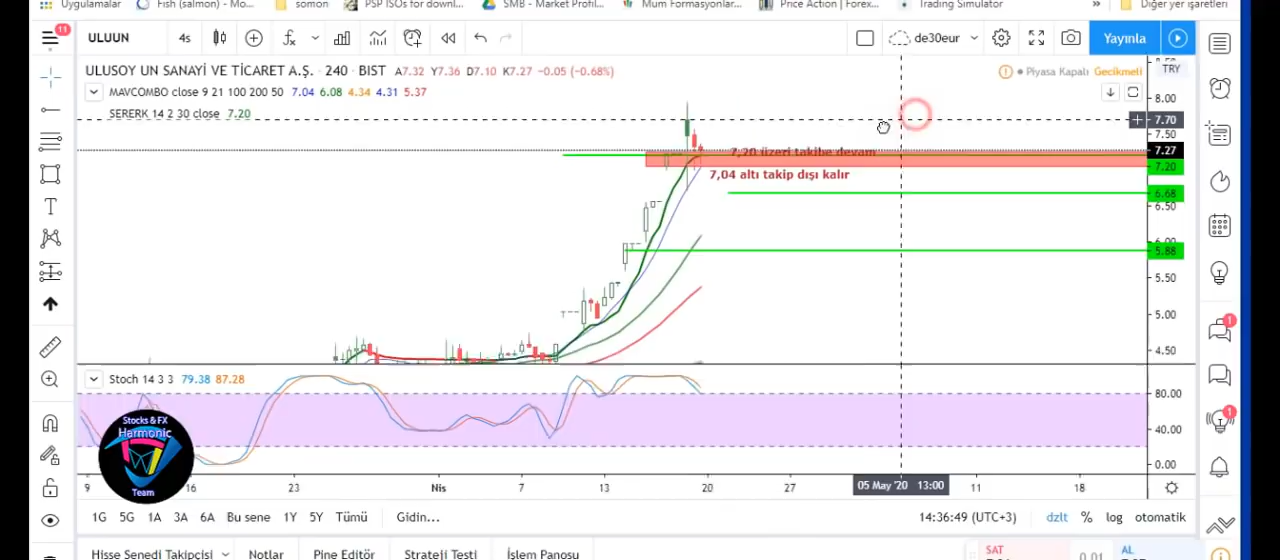 Uygulamalar Fish (salmon) - Mo... somon PSP ISOs for downl... SMB - Market Profil... Mum Formasyonlar... Price Action | Forex... Trading Simulator » Diğer yer işaretleri
11 ULUUN 4s de30eur Yayınla
ULUSOY UN SANAYİ VE TİCARET A.Ş. · 240 · BIST A7.32 Y7.36 D7.10 K7.27 -0.05 (-0.68%) Piyasa Kapalı Gecikmeli TRY
MAVCOMBO close 9 21 100 200 50 7.04 6.08 4.34 4.31 5.37
8.00
SERERK 14 2 30 close 7.20
7.70
7.50
7,20 üzeri takibe devam
7.27
7.20
7,04 altı takip dışı kalır
6.68
6.50
6.00
5.88
5.50
5.00
1
4.50
Stoch 14 3 3 79.38 87.28
80.00
1
Stocks & FX
Harmonic
40.00
0.00
Team
9 16 23 Nis 7 13 20 27 05 May '20 13:00 11 18
1G 5G 1A 3A 6A Bu sene 1Y 5Y Tümü Gidin... 14:36:49 (UTC+3) dzlt % log otomatik
Hisse Senedi Takipçisi Notlar Pine Editör Strateji Testi İşlem Panosu SAT 0.01 AL